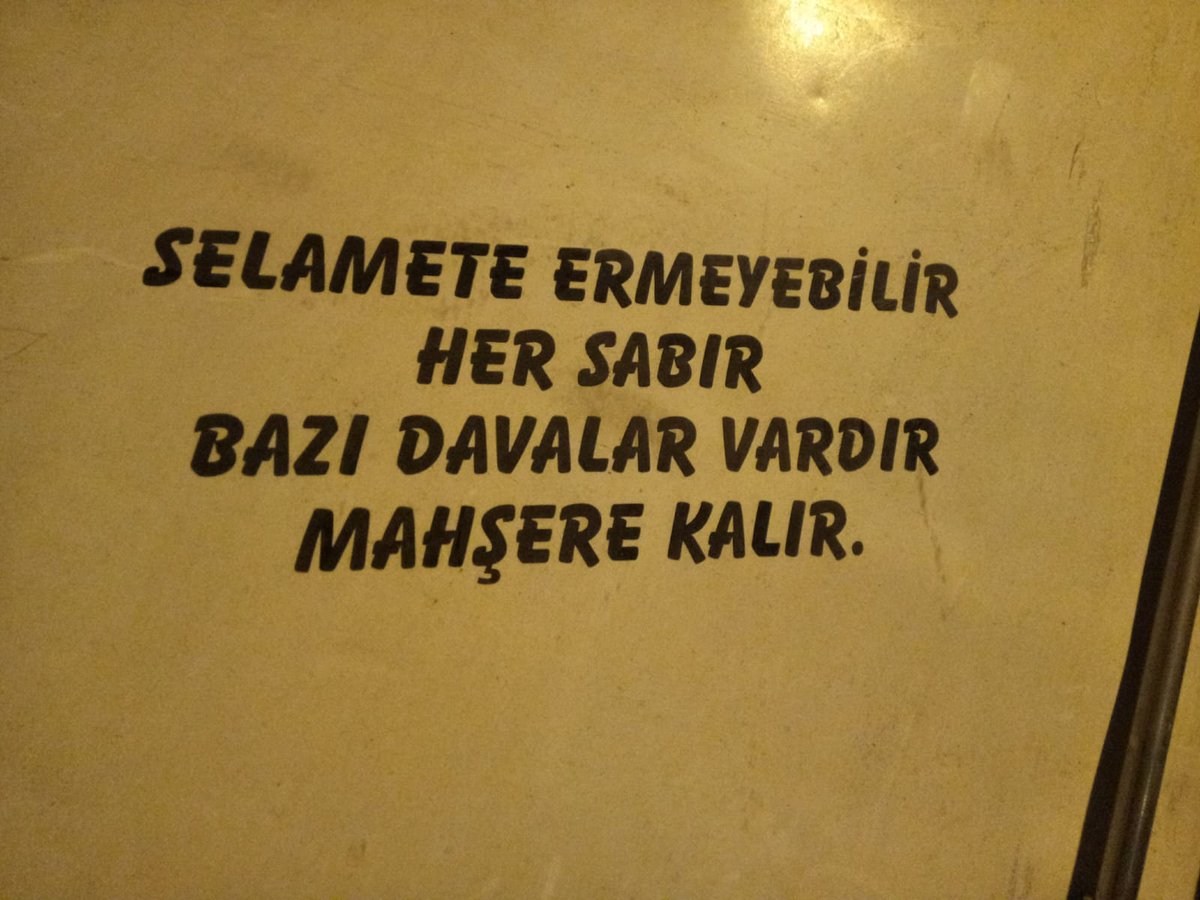 SELAMETE ERMEYEBİLİR
HER SABIR
BAZI DAVALAR VARDIR
MAHŞERE KALIR.